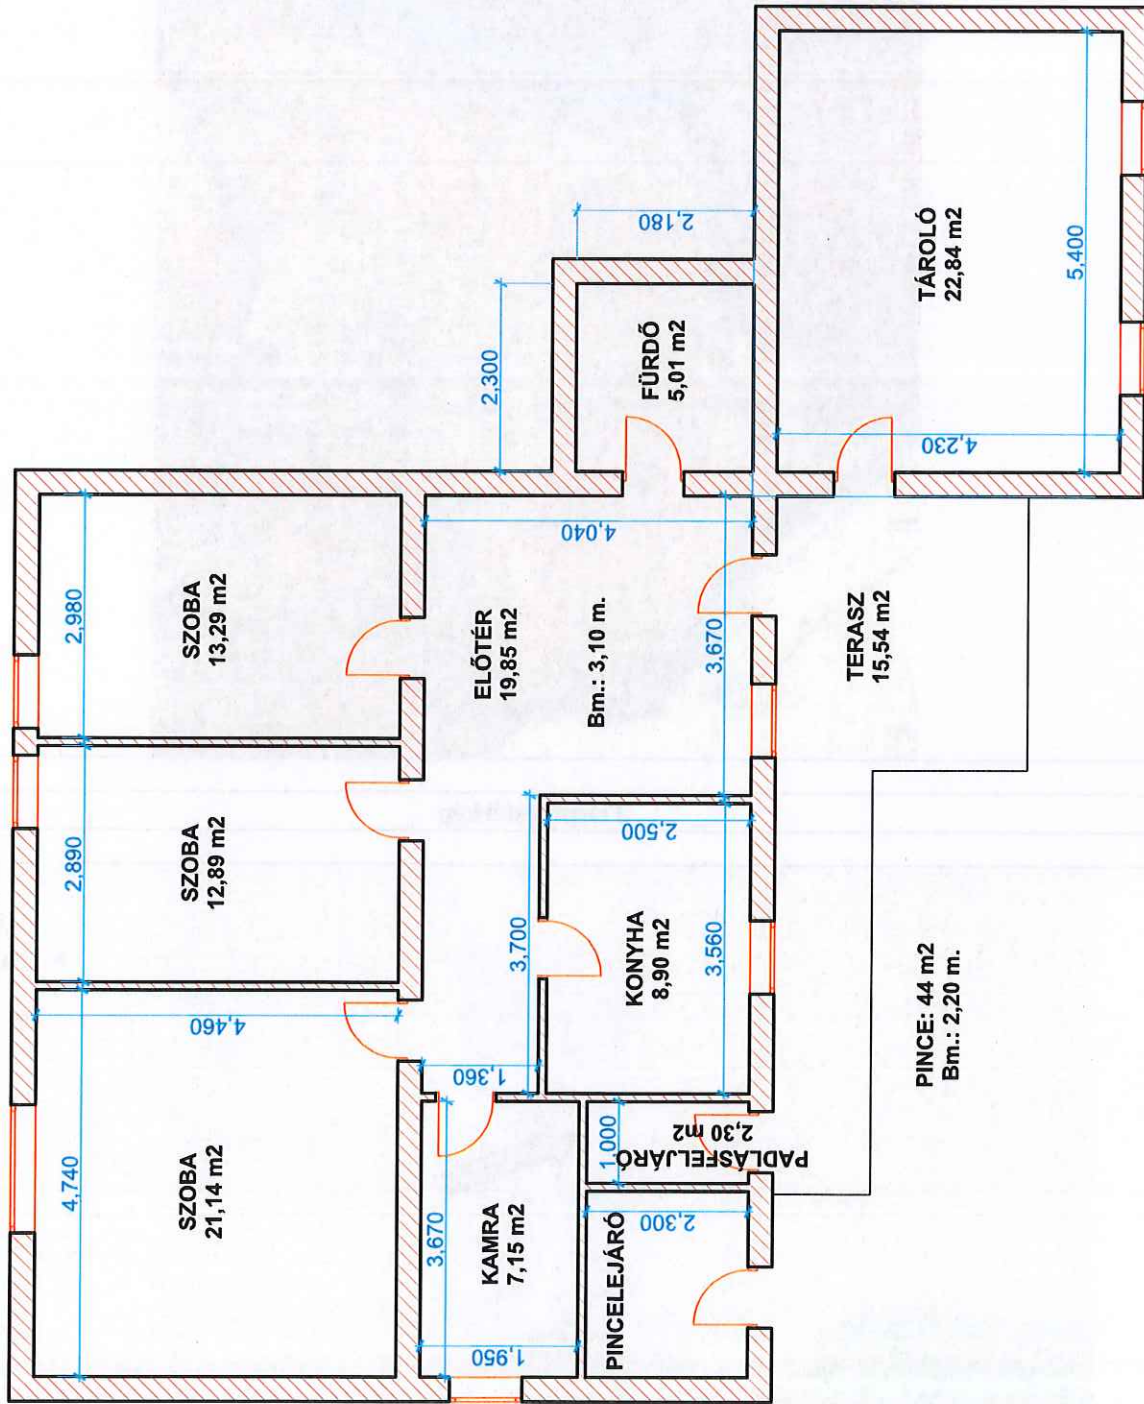 SZOBA
21,14 m2
4,740
4,460
SZOBA
12,89 m2
2,890
SZOBA
13,29 m2
2,980
KAMRA
7,15 m2
3,670
1,950
1,360
3,700
ELŐTÉR
19,85 m2
Bm.: 3,10 m.
4,040
3,670
FÜRDŐ
5,01 m2
2,300
2,180
KONYHA
8,90 m2
2,500
3,560
PINCELEJÁRÓ
2,300
PADLÁSFELJÁRÓ
2,30 m2
1,000
TERASZ
15,54 m2
TÁROLÓ
22,84 m2
4,230
5,400
PINCE: 44 m2
Bm.: 2,20 m.